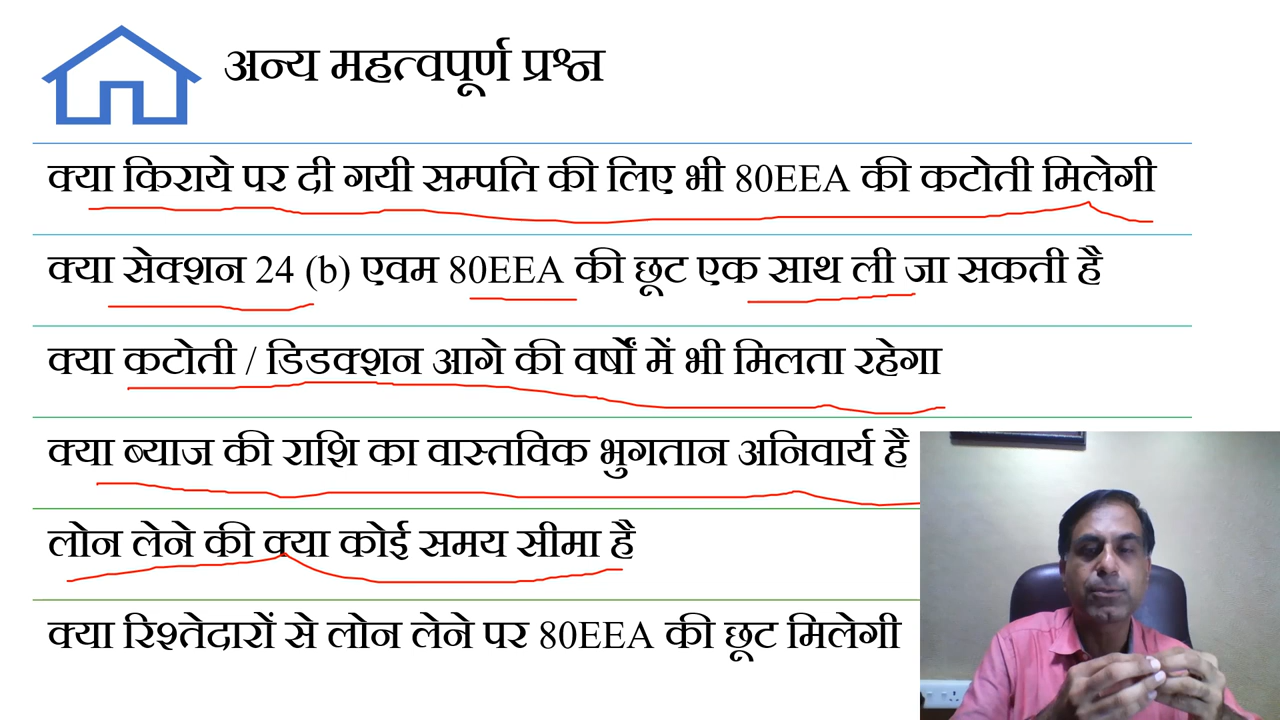 अन्य महत्वपूर्ण प्रश्न
क्या किराये पर दी गयी सम्पति की लिए भी 80EEA की कटोती मिलेगी
क्या सेक्शन 24 (b) एवम 80EEA की छूट एक साथ ली जा सकती है
क्या कटोती / डिडक्शन आगे की वर्षों में भी मिलता रहेगा
क्या ब्याज की राशि का वास्तविक भुगतान अनिवार्य है
लोन लेने की क्या कोई समय सीमा है
क्या रिश्तेदारों से लोन लेने पर 80EEA की छूट मिलेगी